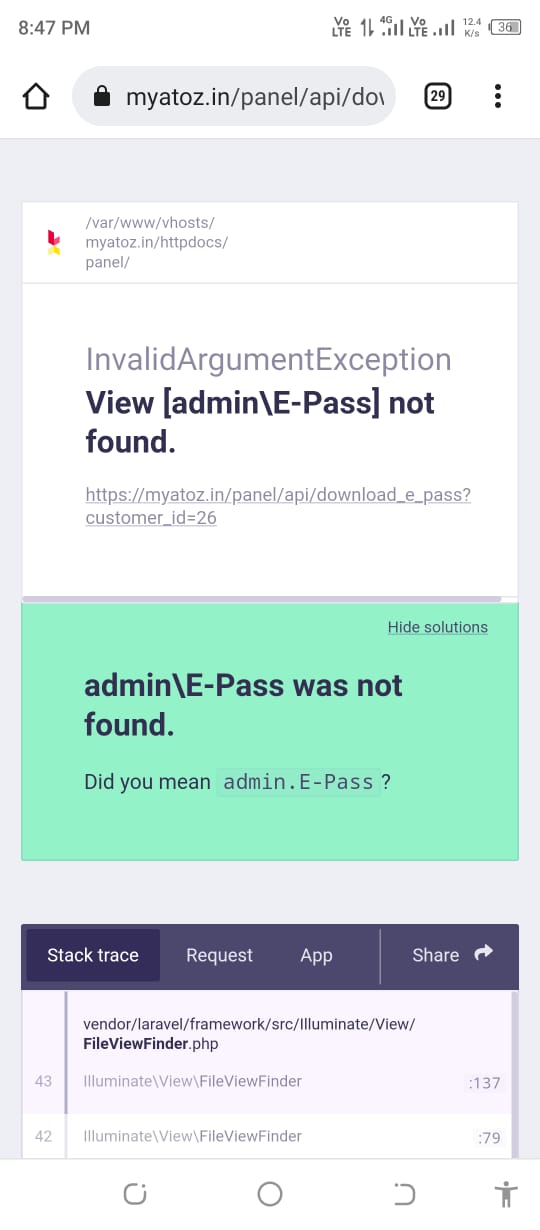 8:47 PM
Vo LTE 4G Vo LTE 12.4 K/s 36
myatoz.in/panel/api/dov
29
/var/www/vhosts/
myatoz.in/httpdocs/
panel/
InvalidArgumentException
View [admin\E-Pass] not
found.
https://myatoz.in/panel/api/download_e_pass?
customer_id=26
Hide solutions
admin\E-Pass was not
found.
Did you mean admin.E-Pass ?
Stack trace Request App Share
vendor/laravel/framework/src/Illuminate/View/
FileViewFinder.php
43 Illuminate\View\FileViewFinder :137
42 Illuminate\View\FileViewFinder :79